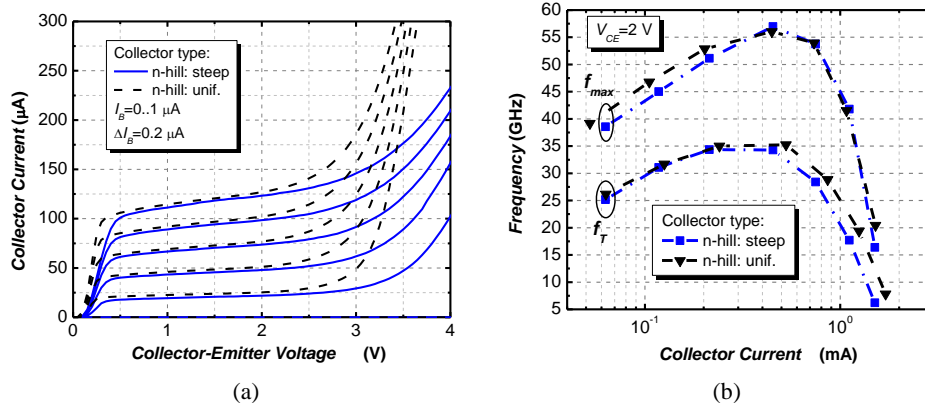 300
250
200
150
100
50
0
Collector Current (µA)
Collector type:
n-hill: steep
n-hill: unif.
I_B=0..1 µA
ΔI_B=0.2 µA
0 1 2 3 4
Collector-Emitter Voltage (V)
(a)
60
55
50
45
40
35
30
25
20
15
10
5
Frequency (GHz)
V_CE=2 V
f_max
f_T
Collector type:
n-hill: steep
n-hill: unif.
10^-1 10^0
Collector Current (mA)
(b)